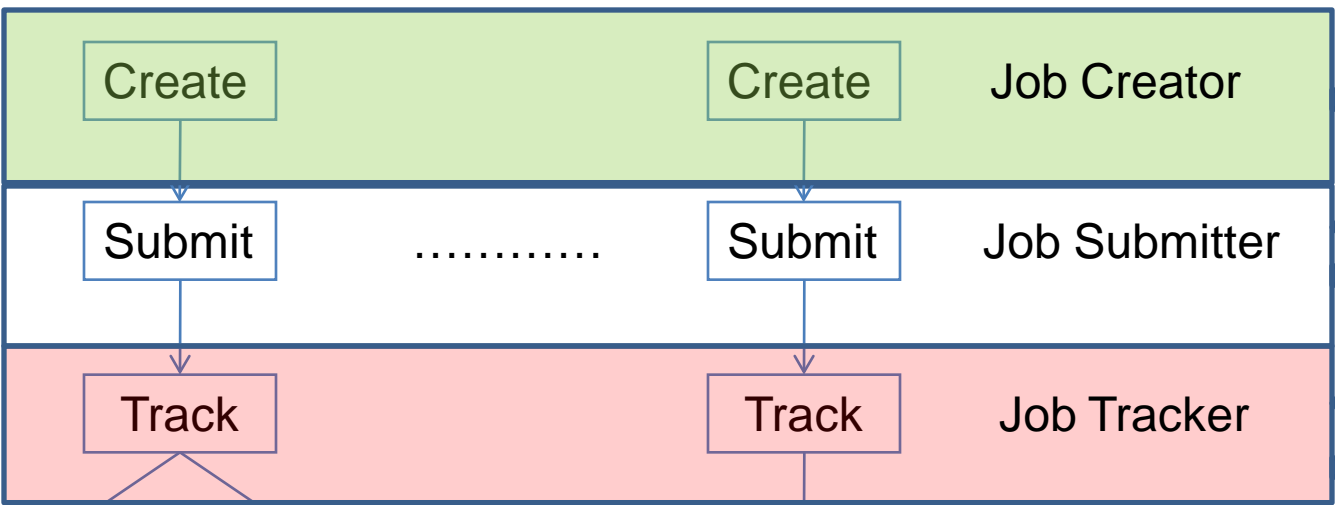 Create Create Job Creator
Submit ………… Submit Job Submitter
Track Track Job Tracker